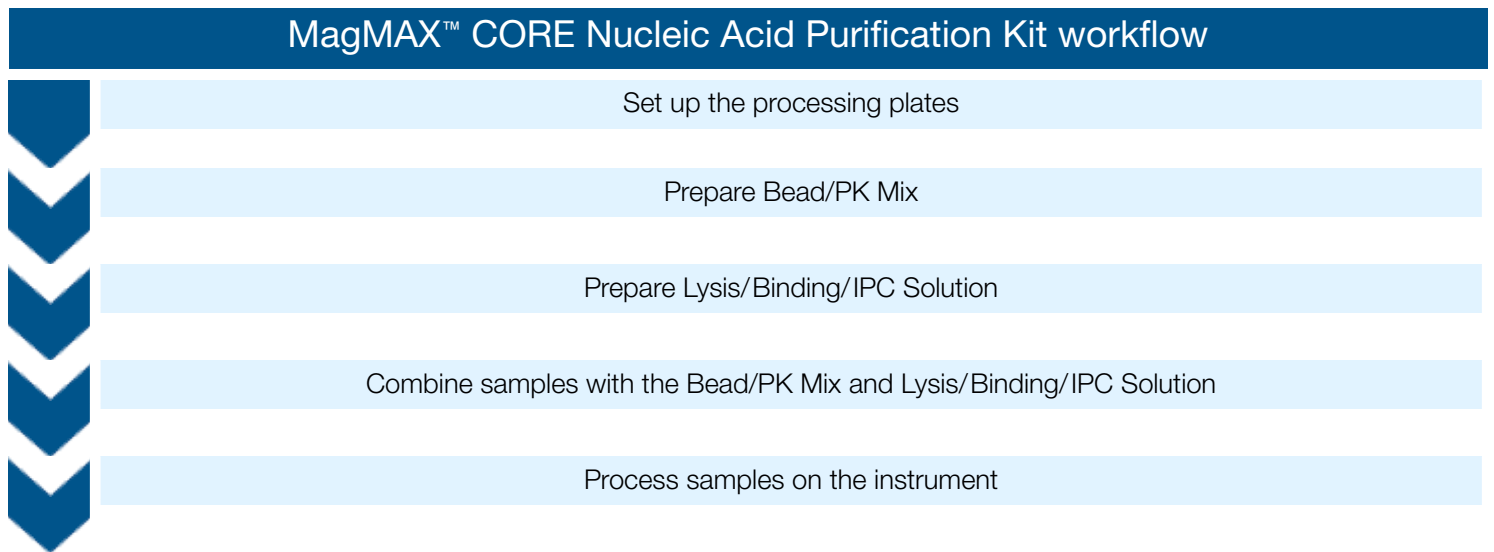 MagMAX™ CORE Nucleic Acid Purification Kit workflow
Set up the processing plates
Prepare Bead/PK Mix
Prepare Lysis/Binding/IPC Solution
Combine samples with the Bead/PK Mix and Lysis/Binding/IPC Solution
Process samples on the instrument